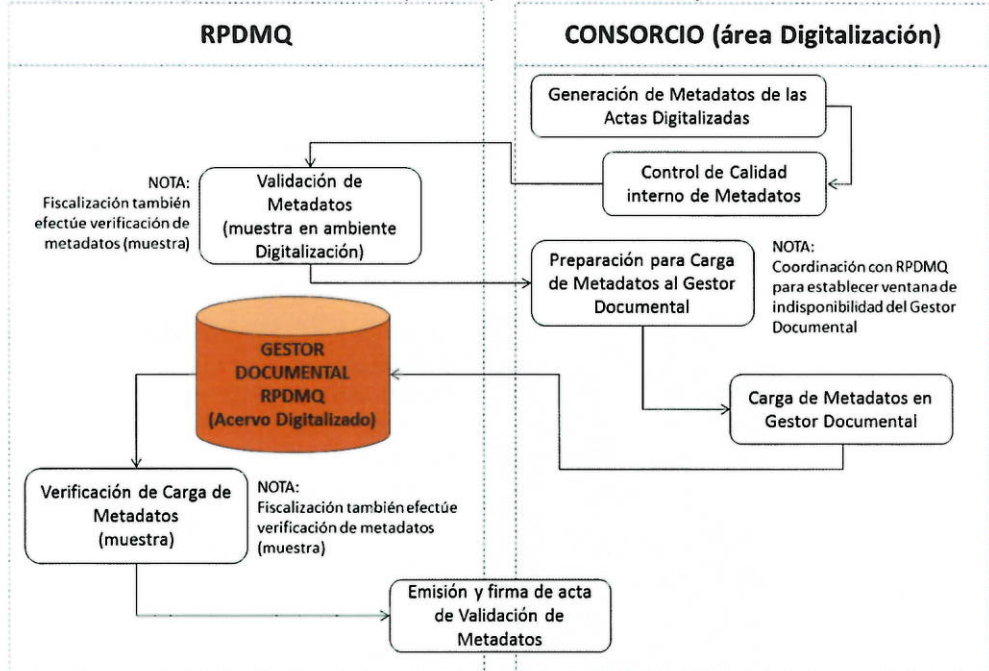 RPDMQ
CONSORCIO (área Digitalización)
Generación de Metadatos de las
Actas Digitalizadas
Control de Calidad
interno de Metadatos
NOTA:
Fiscalización también
efectúe verificación de
metadatos (muestra)
Validación de
Metadatos
(muestra en ambiente
Digitalización)
Preparación para Carga
de Metadatos al Gestor
Documental
NOTA:
Coordinación con RPDMQ
para establecer ventana de
indisponibilidad del Gestor
Documental
GESTOR
DOCUMENTAL
RPDMQ
(Acervo Digitalizado)
Carga de Metadatos en
Gestor Documental
Verificación de Carga de
Metadatos
(muestra)
NOTA:
Fiscalización también efectúe
verificación de metadatos
(muestra)
Emisión y firma de acta
de Validación de
Metadatos